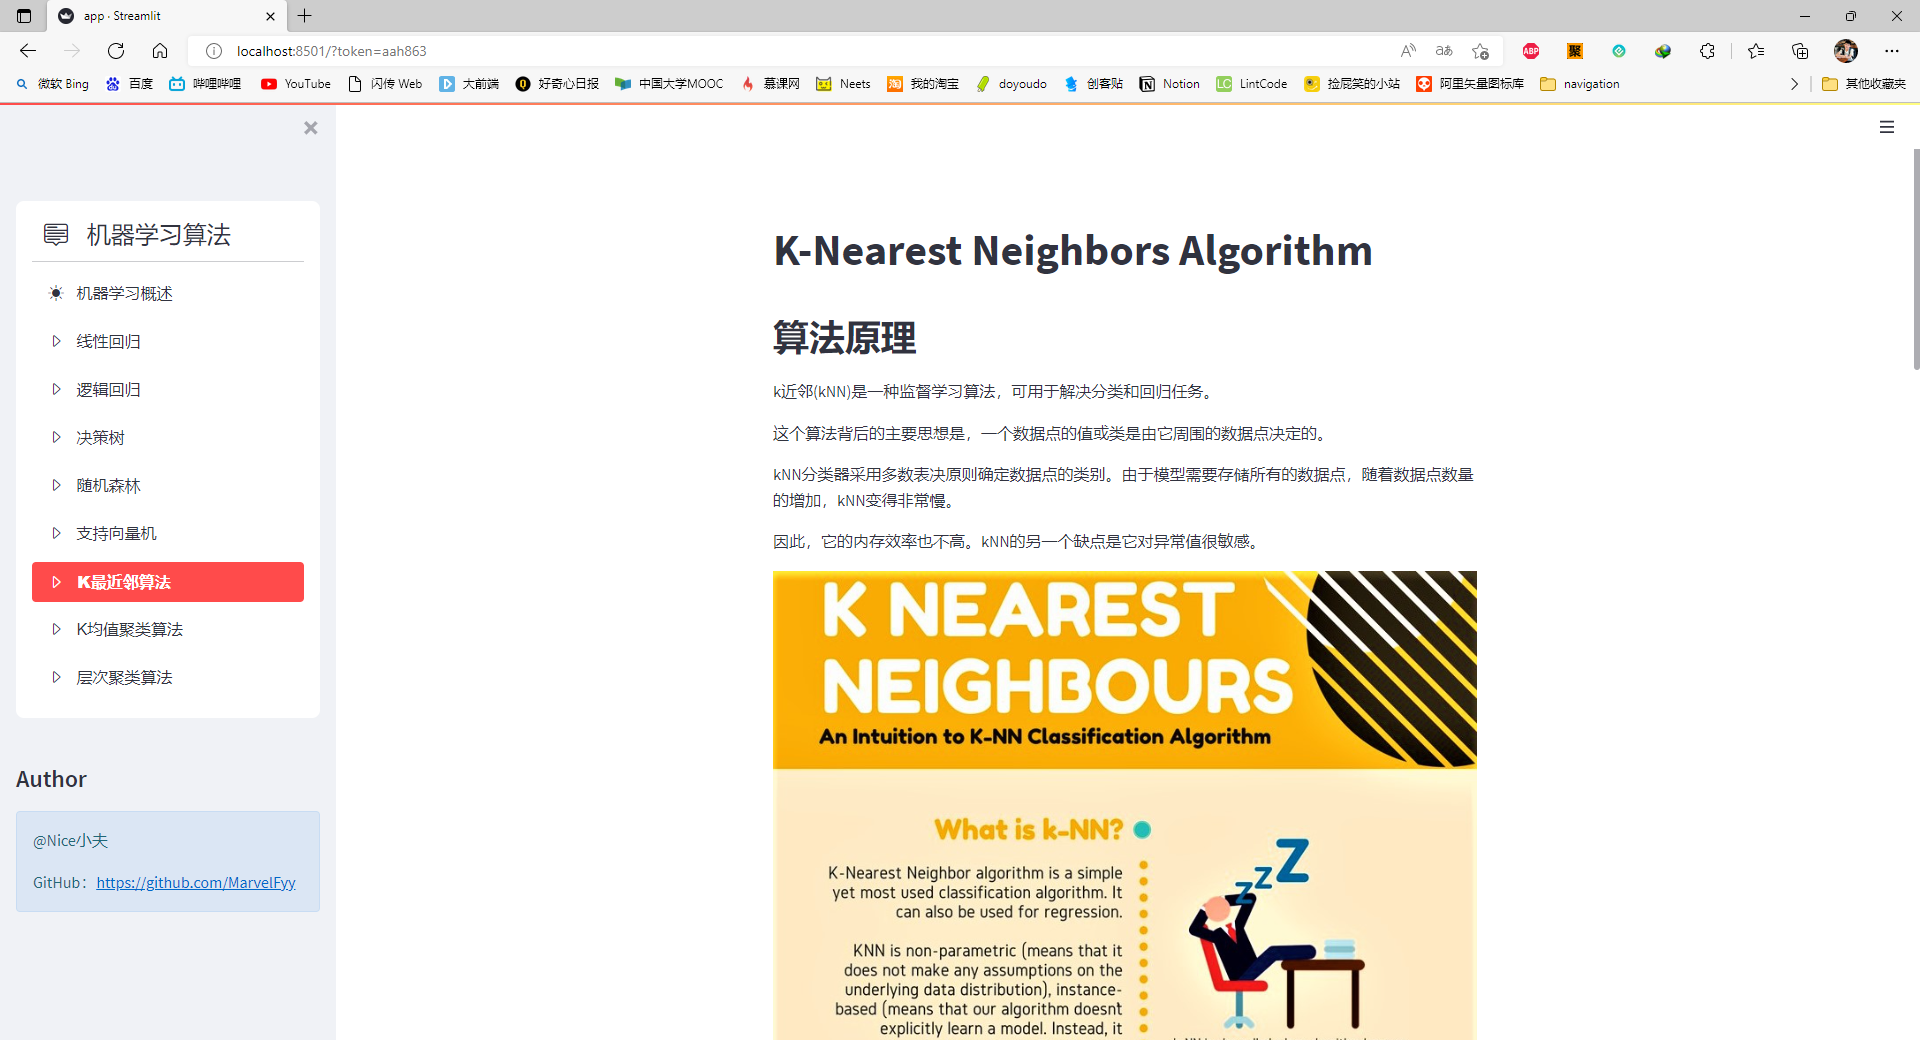 app · Streamlit
localhost:8501/?token=aah863
微软 Bing
百度
哔哩哔哩
YouTube
闪传 Web
大前端
好奇心日报
中国大学MOOC
慕课网
Neets
我的淘宝
doyoudo
创客贴
Notion
LintCode
捡屁笑的小站
阿里矢量图标库
navigation
其他收藏夹
机器学习算法
机器学习概述
线性回归
逻辑回归
决策树
随机森林
支持向量机
K最近邻算法
K均值聚类算法
层次聚类算法
Author
@Nice小夫
GitHub：https://github.com/MarvelFyy
K-Nearest Neighbors Algorithm
算法原理
k近邻(kNN)是一种监督学习算法，可用于解决分类和回归任务。
这个算法背后的主要思想是，一个数据点的值或类是由它周围的数据点决定的。
kNN分类器采用多数表决原则确定数据点的类别。由于模型需要存储所有的数据点，随着数据点数量
的增加，kNN变得非常慢。
因此，它的内存效率也不高。kNN的另一个缺点是它对异常值很敏感。
K NEAREST
NEIGHBOURS
An Intuition to K-NN Classification Algorithm
What is k-NN?
K-Nearest Neighbor algorithm is a simple
yet most used classification algorithm. It
can also be used for regression.
KNN is non-parametric (means that it
does not make any assumptions on the
underlying data distribution), instance-
based (means that our algorithm doesnt
explicitly learn a model. Instead, it
z z Z